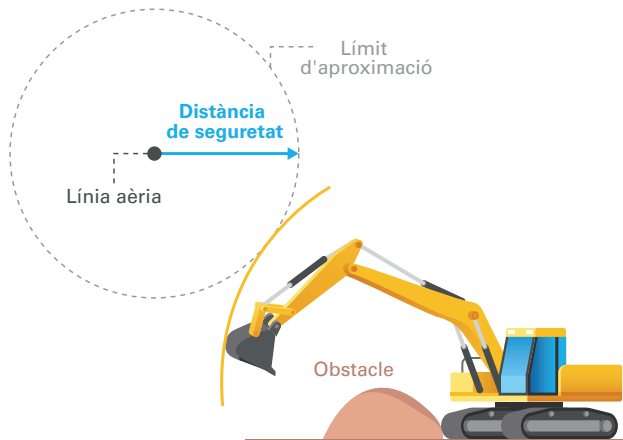 Límit
d'aproximació
Distància
de seguretat
Línia aèria
Obstacle